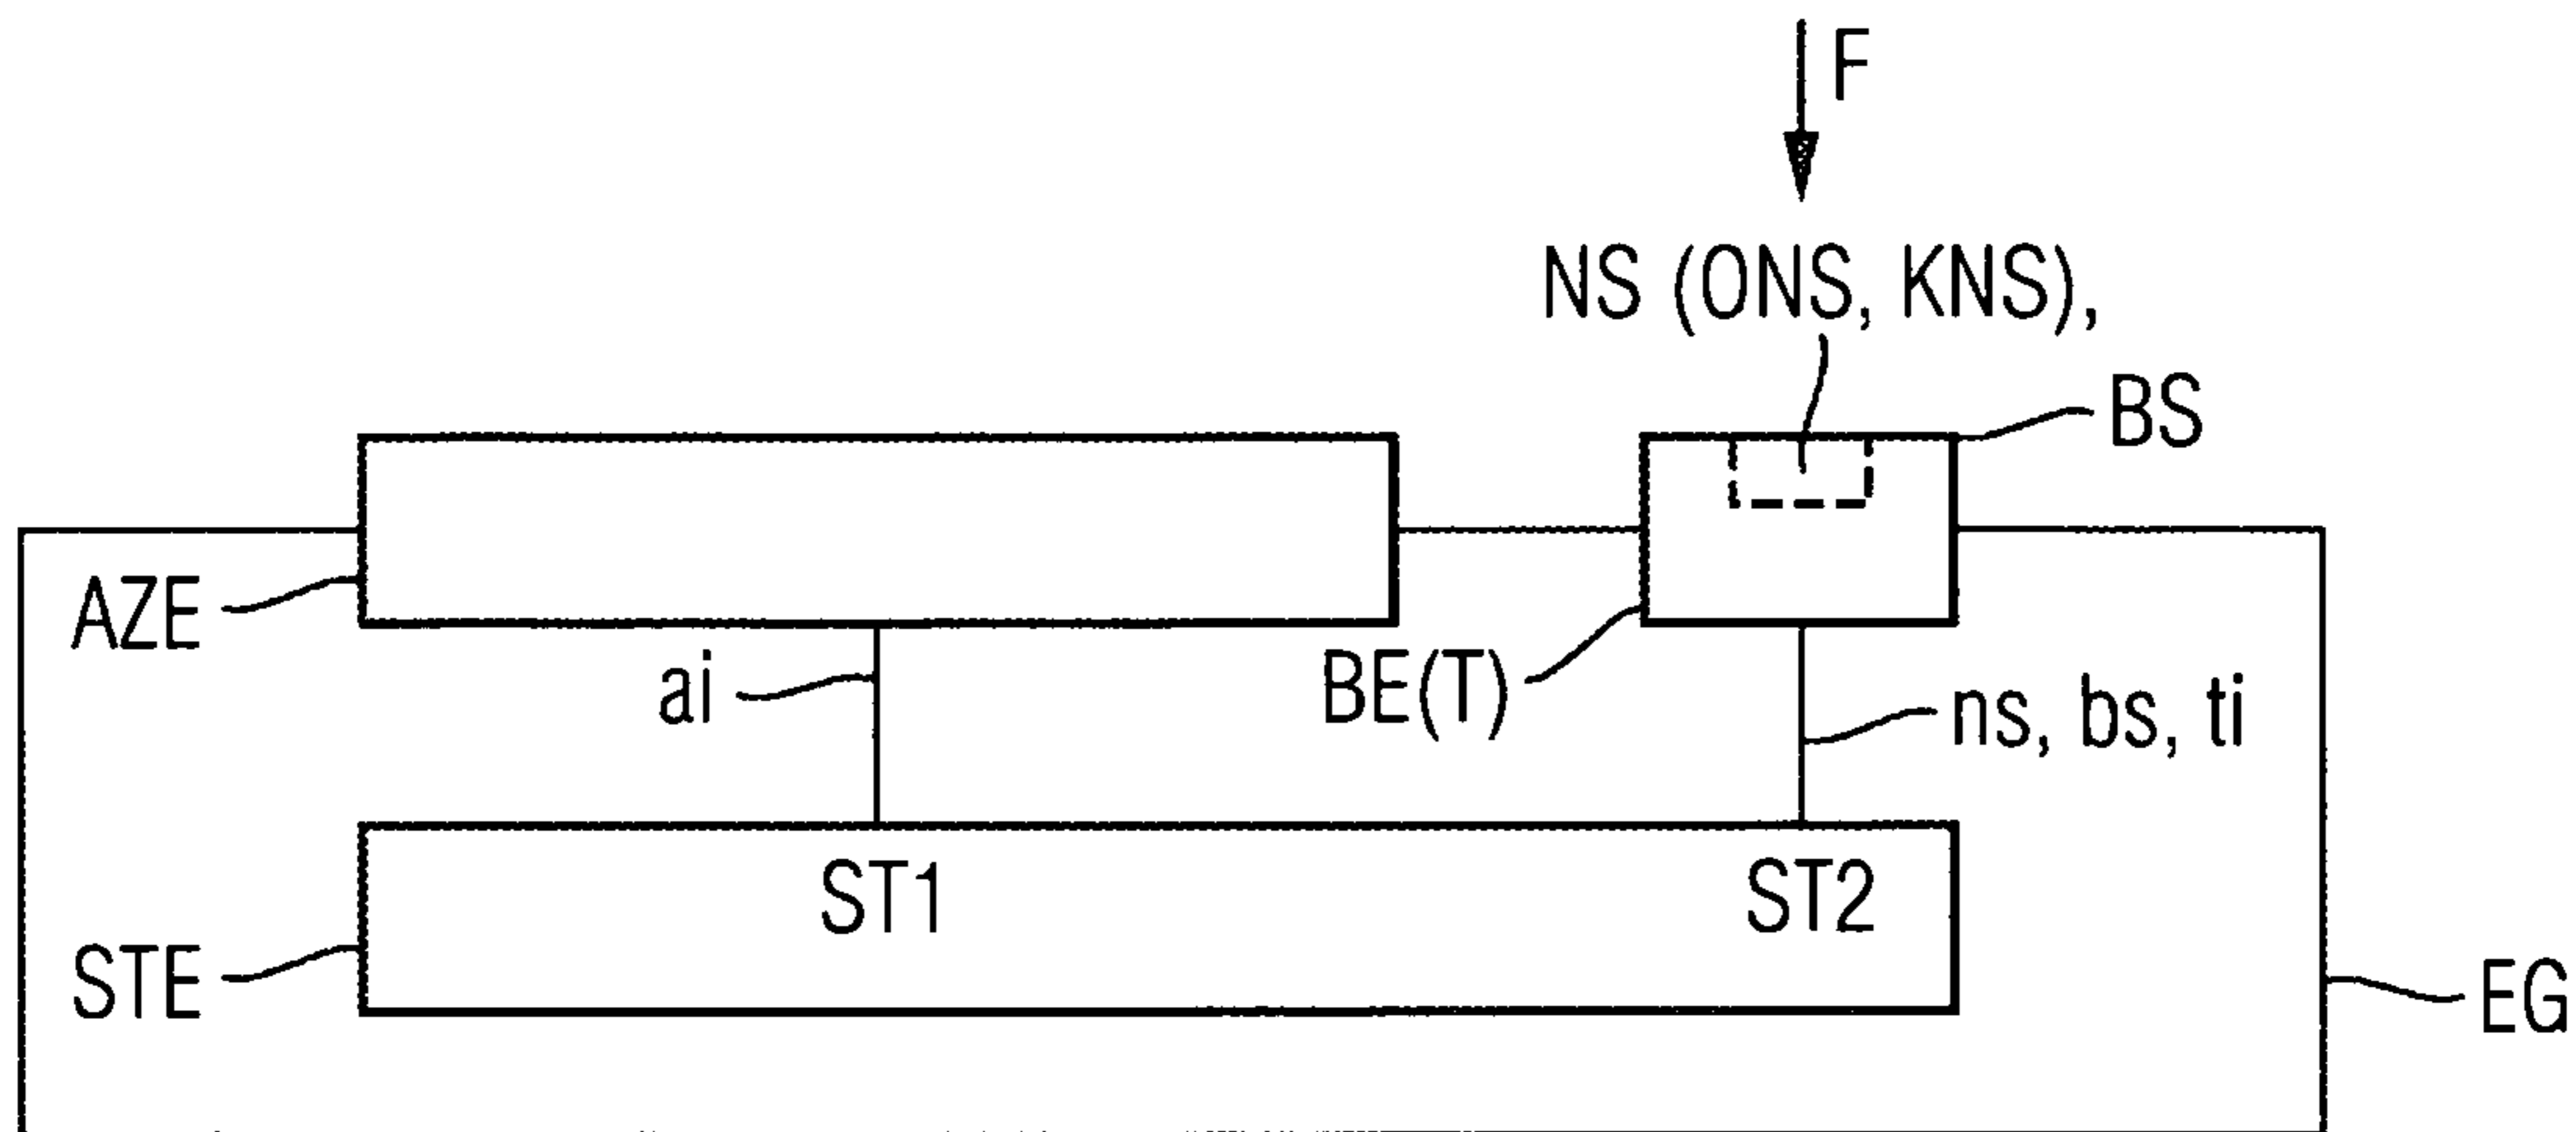 F
NS (ONS, KNS),
BS
AZE
ai
BE(T)
ns, bs, ti
ST1
ST2
STE
EG